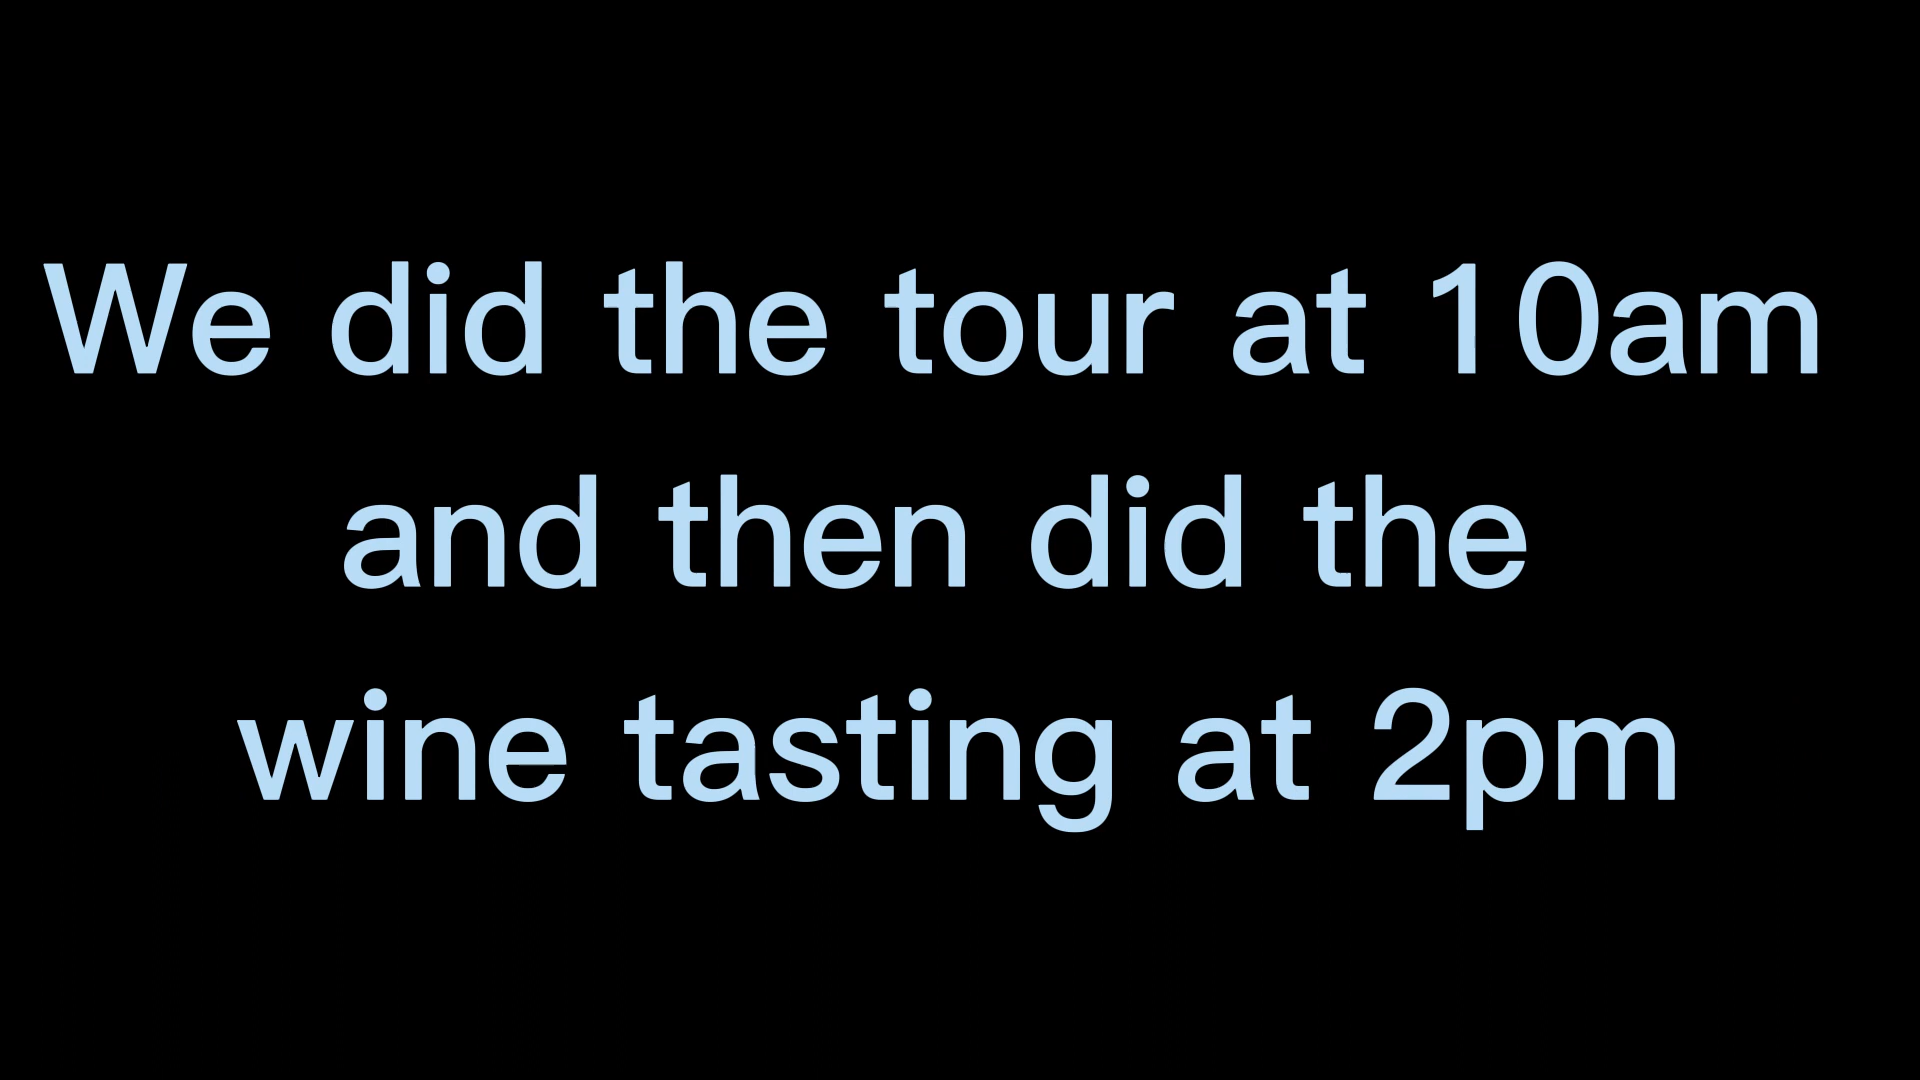 We did the tour at 10am
and then did the
wine tasting at 2pm